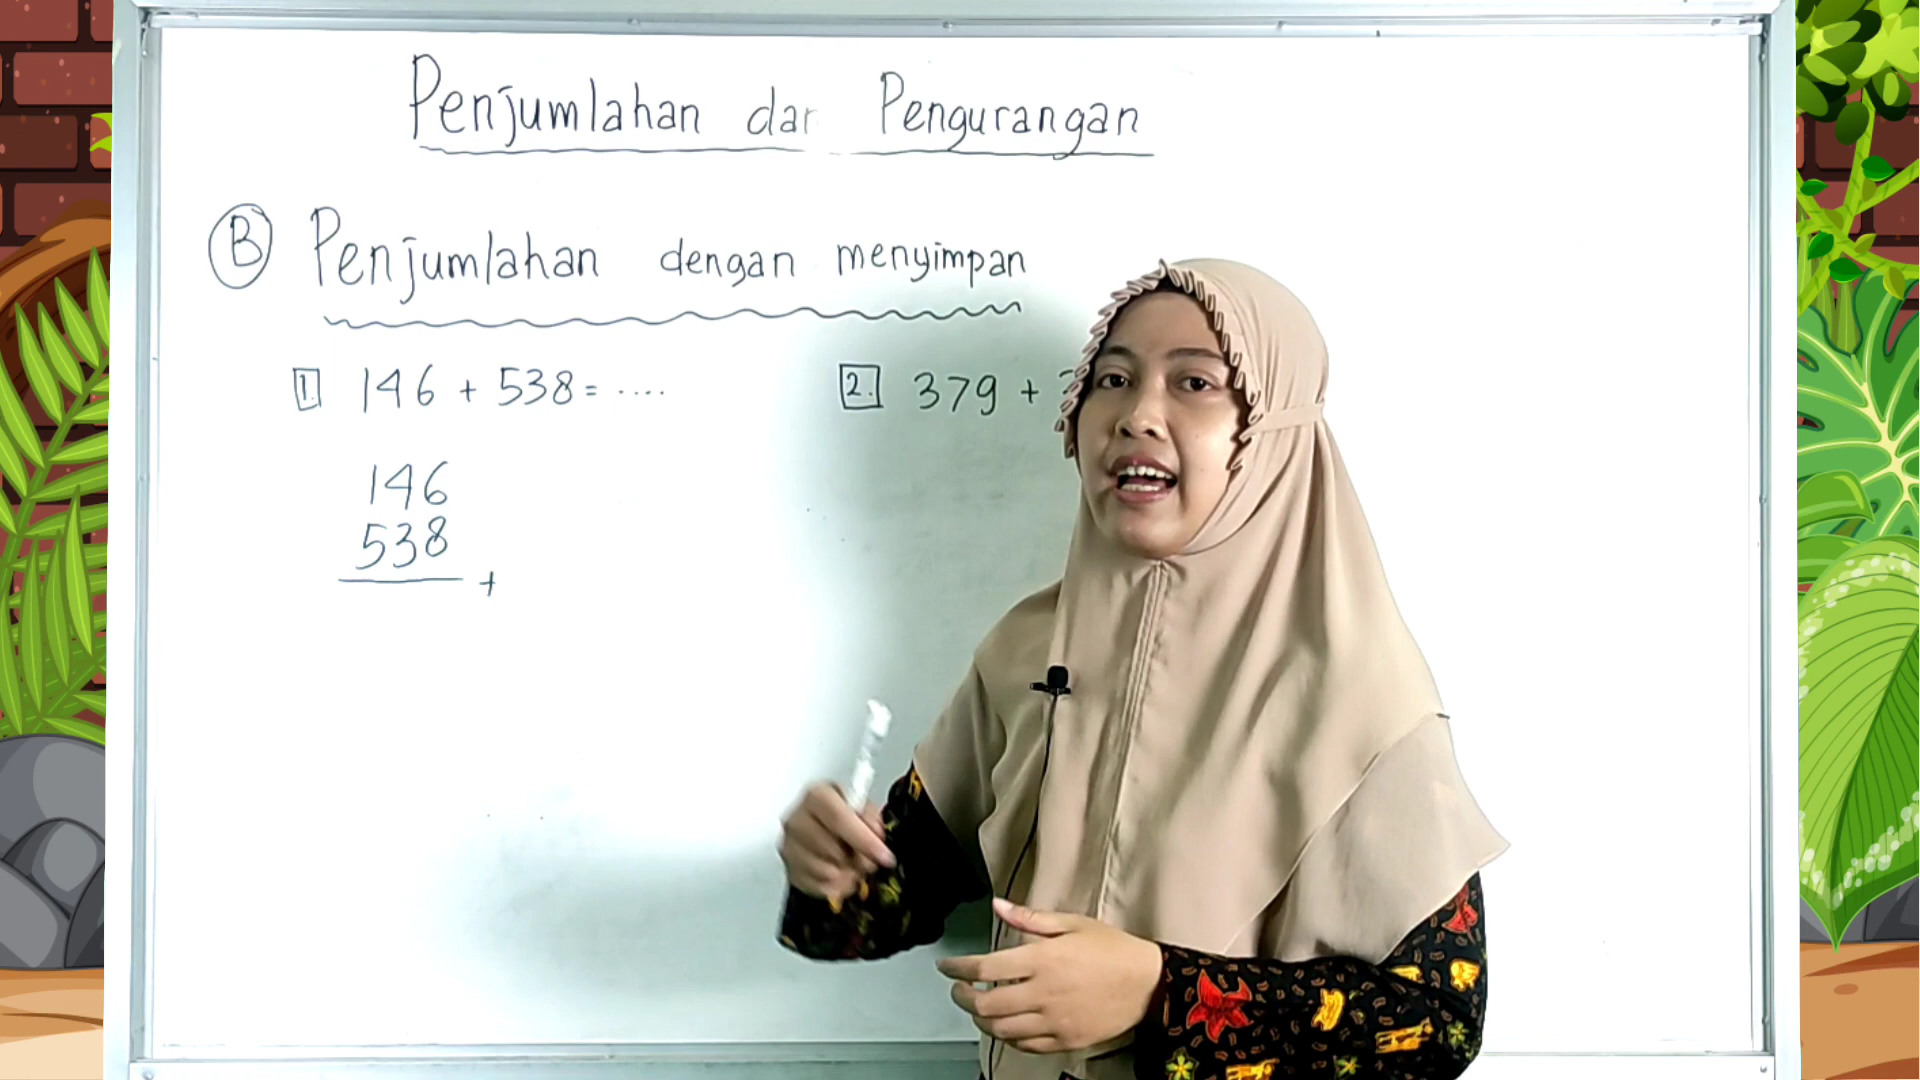 Penjumlahan dan Pengurangan
B Penjumlahan dengan menyimpan
1. 146 + 538 = ....
2. 379 +
146
538
+